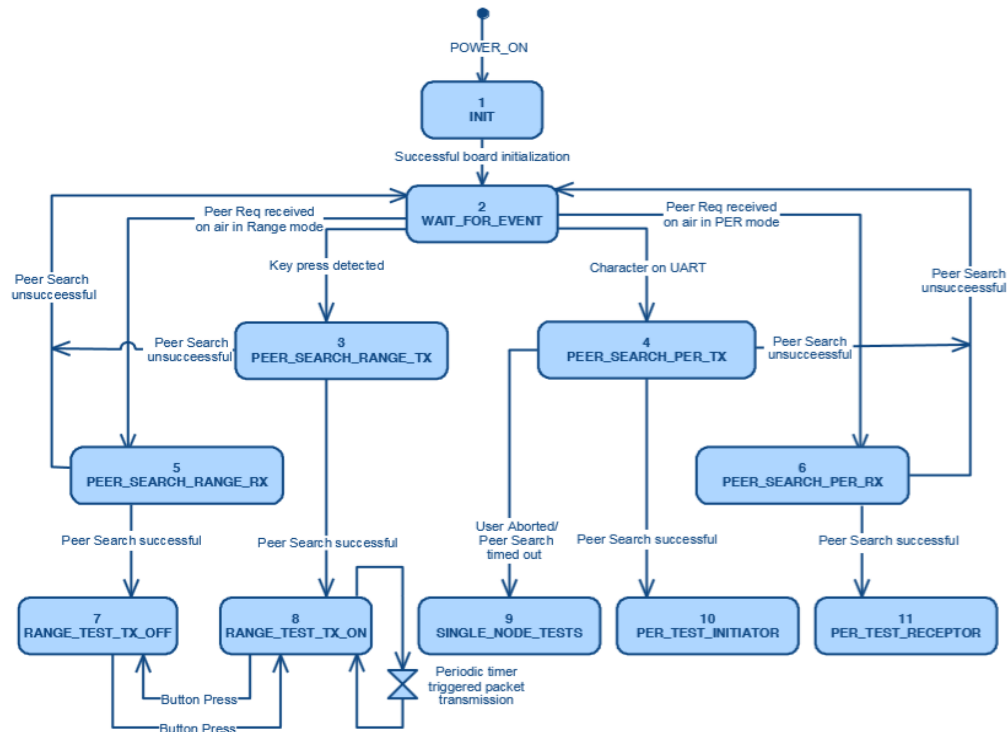 POWER_ON
1
INIT
Successful board initialization
2
WAIT_FOR_EVENT
Peer Req received
on air in Range mode
Peer Req received
on air in PER mode
Key press detected
Character on UART
Peer Search
unsucceessful
Peer Search
unsuccessful
3
PEER_SEARCH_RANGE_TX
Peer Search
unsucceessful
4
PEER_SEARCH_PER_TX
Peer Search
unsuccessful
5
PEER_SEARCH_RANGE_RX
6
PEER_SEARCH_PER_RX
Peer Search successful
Peer Search successful
User Aborted/
Peer Search
timed out
Peer Search successful
Peer Search successful
7
RANGE_TEST_TX_OFF
8
RANGE_TEST_TX_ON
9
SINGLE_NODE_TESTS
10
PER_TEST_INITIATOR
11
PER_TEST_RECEPTOR
Periodic timer
triggered packet
transmission
Button Press
Button Press